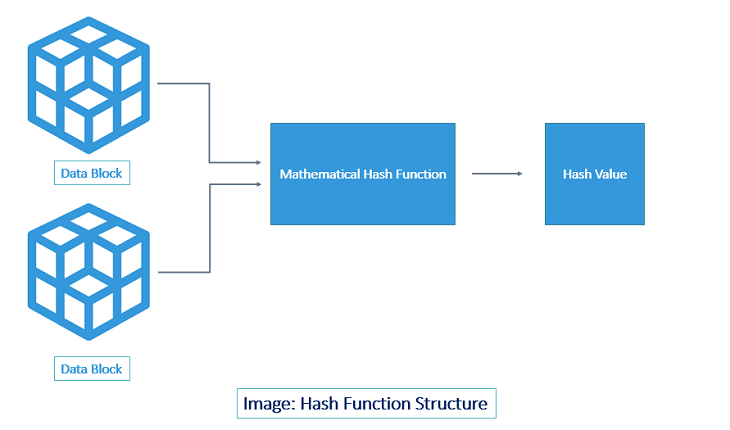 Data Block
Mathematical Hash Function
Hash Value
Data Block
Image: Hash Function Structure